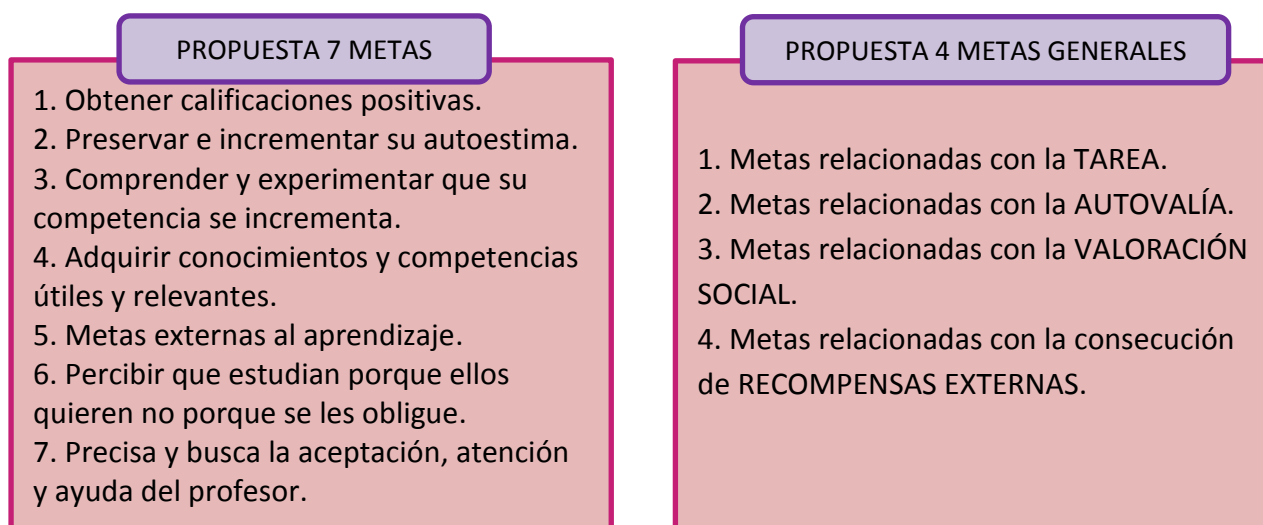 PROPUESTA 7 METAS
1. Obtener calificaciones positivas.
2. Preservar e incrementar su autoestima.
3. Comprender y experimentar que su
competencia se incrementa.
4. Adquirir conocimientos y competencias
útiles y relevantes.
5. Metas externas al aprendizaje.
6. Percibir que estudian porque ellos
quieren no porque se les obligue.
7. Precisa y busca la aceptación, atención
y ayuda del profesor.
PROPUESTA 4 METAS GENERALES
1. Metas relacionadas con la TAREA.
2. Metas relacionadas con la AUTOVALÍA.
3. Metas relacionadas con la VALORACIÓN
SOCIAL.
4. Metas relacionadas con la consecución
de RECOMPENSAS EXTERNAS.